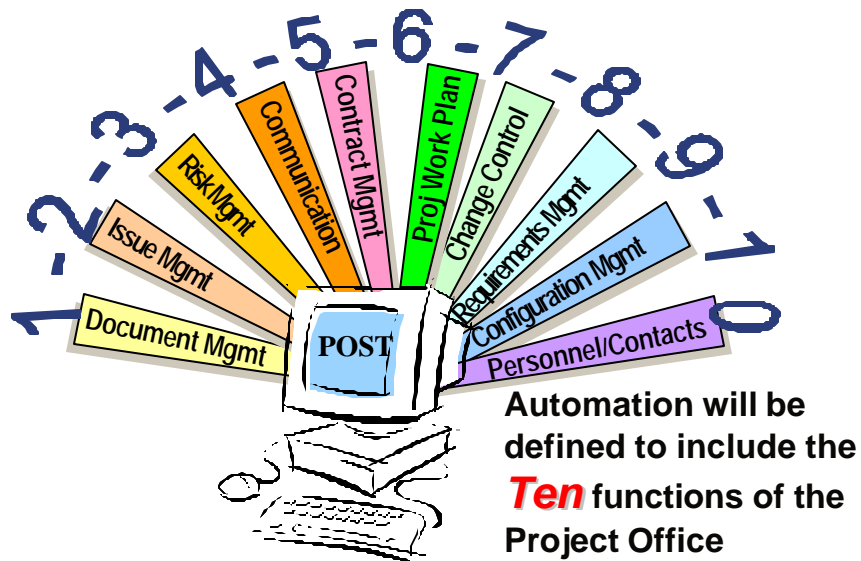 1-2-3-4-5-6-7-8-9-10
Document Mgmt
Issue Mgmt
Risk Mgmt
Communication
Contract Mgmt
Proj Work Plan
Change Control
Requirements Mgmt
Configuration Mgmt
Personnel/Contacts
POST
Automation will be
defined to include the
Ten functions of the
Project Office